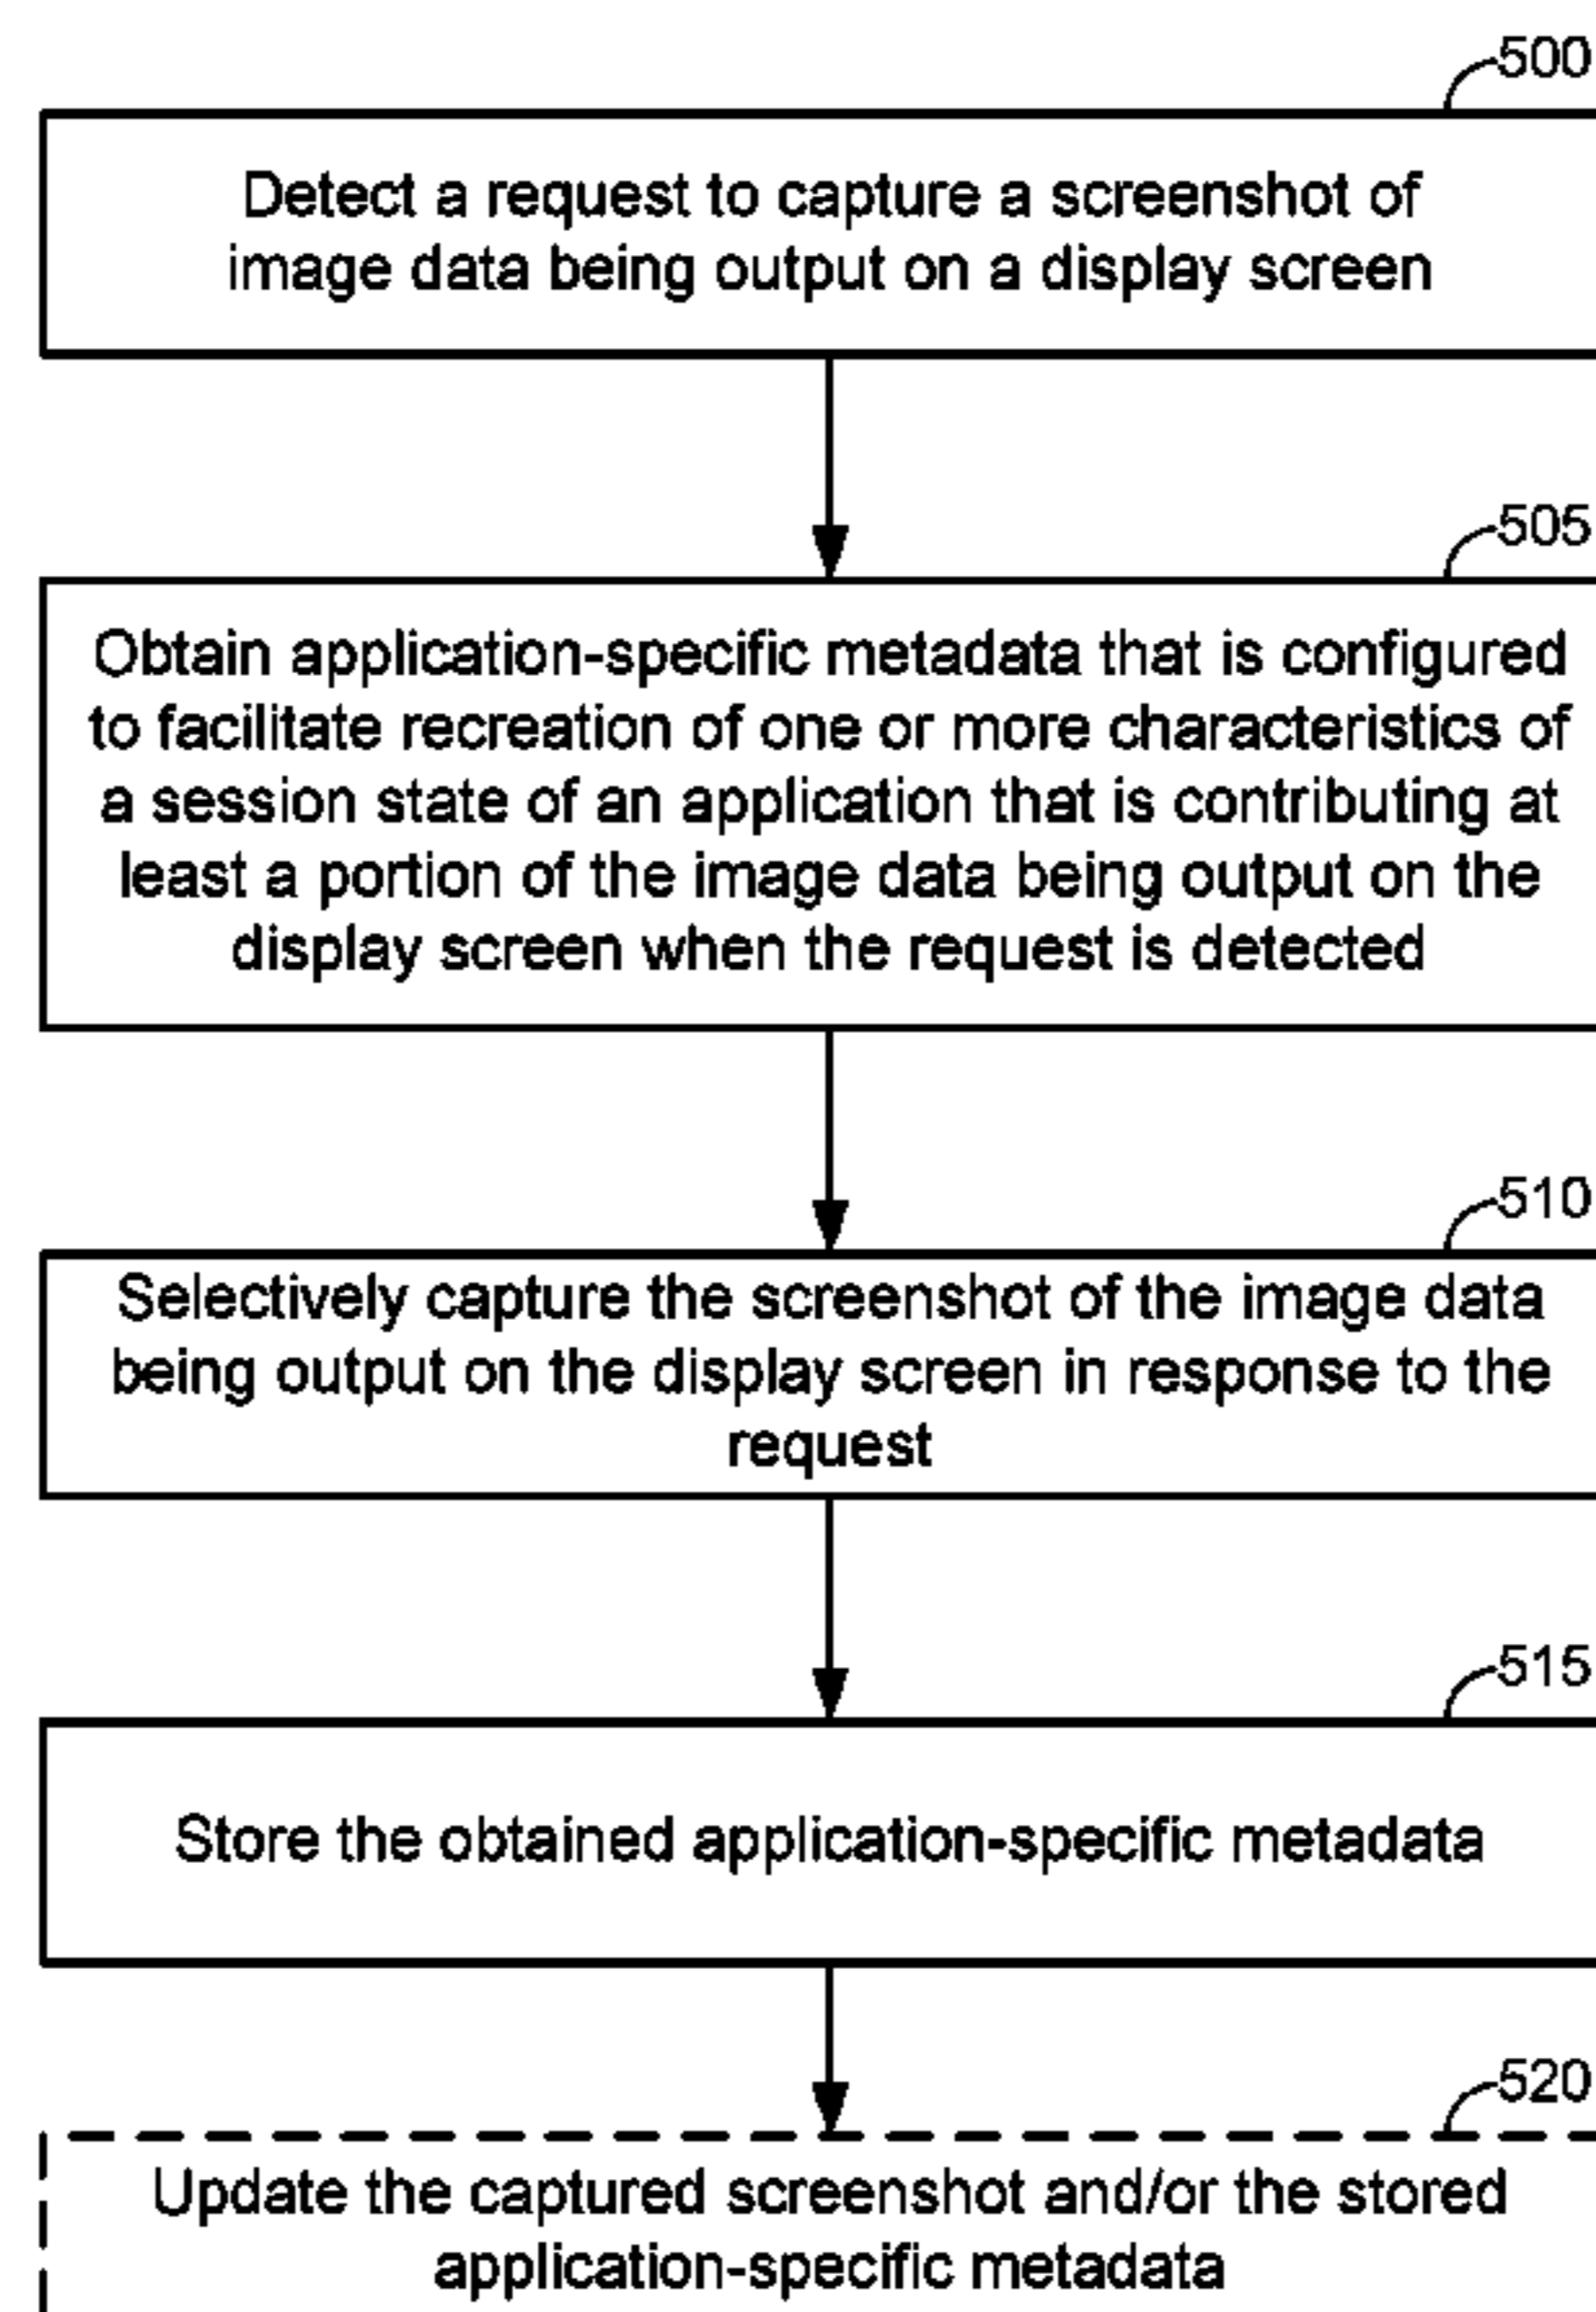 500
Detect a request to capture a screenshot of
image data being output on a display screen
505
Obtain application-specific metadata that is configured
to facilitate recreation of one or more characteristics of
a session state of an application that is contributing at
least a portion of the image data being output on the
display screen when the request is detected
510
Selectively capture the screenshot of the image data
being output on the display screen in response to the
request
515
Store the obtained application-specific metadata
520
Update the captured screenshot and/or the stored
application-specific metadata